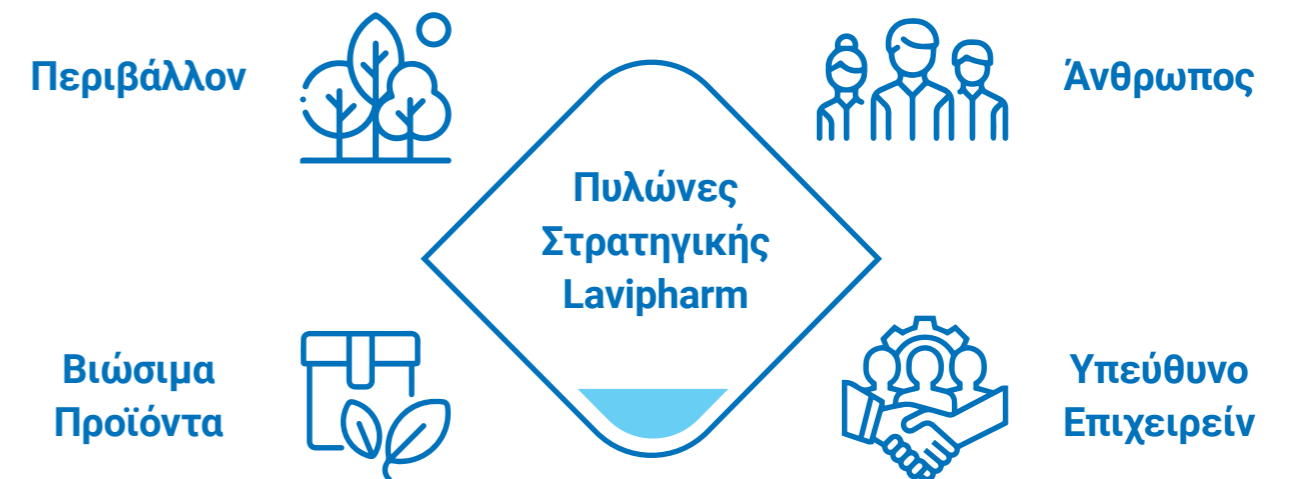 Περιβάλλον
Άνθρωπος
Πυλώνες
Στρατηγικής
Lavipharm
Βιώσιμα
Προϊόντα
Υπεύθυνο
Επιχειρείν